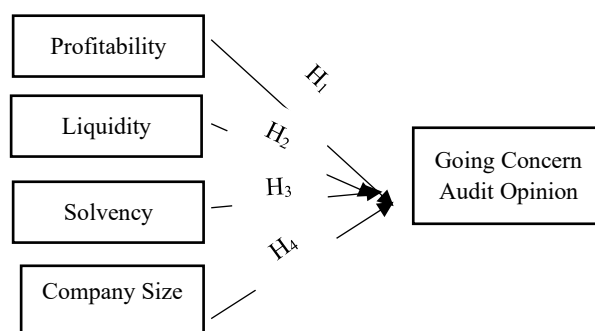 Profitability
H₁
Liquidity
H₂
Going Concern
Audit Opinion
Solvency
H₃
Company Size
H₄